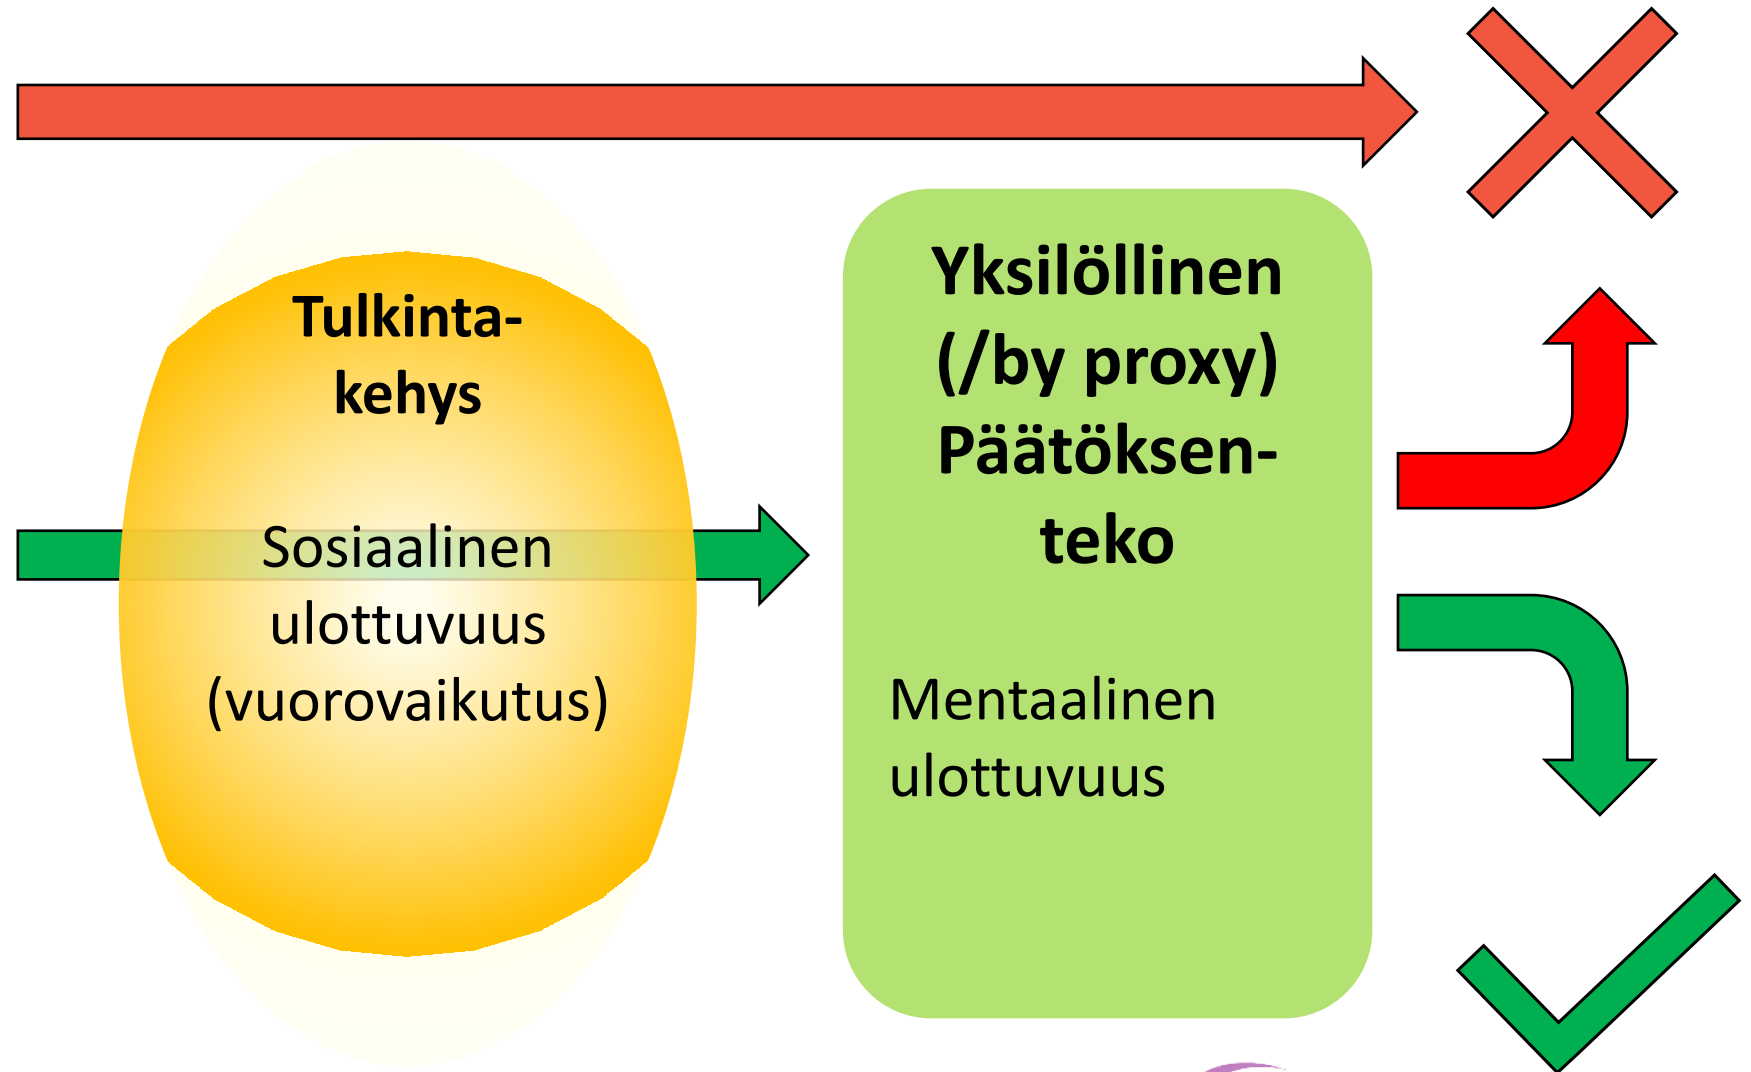 Tulkinta-
kehys
Sosiaalinen
ulottuvuus
(vuorovaikutus)
Yksilöllinen
(/by proxy)
Päätöksen-
teko
Mentaalinen
ulottuvuus